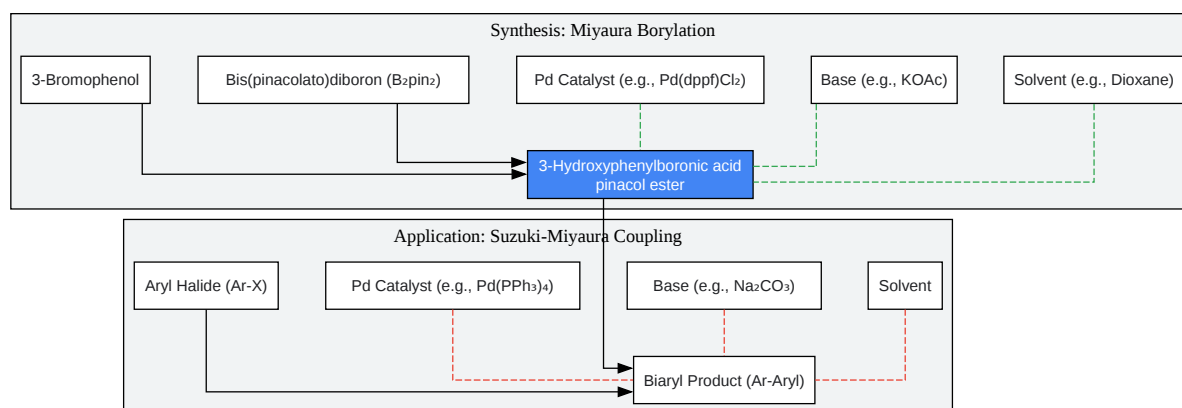 Synthesis: Miyaura Borylation
3-Bromophenol
Bis(pinacolato)diboron (B₂pin₂)
Pd Catalyst (e.g., Pd(dppf)Cl₂)
Base (e.g., KOAc)
Solvent (e.g., Dioxane)
3-Hydroxyphenylboronic acid
pinacol ester
Application: Suzuki-Miyaura Coupling
Aryl Halide (Ar-X)
Pd Catalyst (e.g., Pd(PPh₃)₄)
Base (e.g., Na₂CO₃)
Solvent
Biaryl Product (Ar-Aryl)